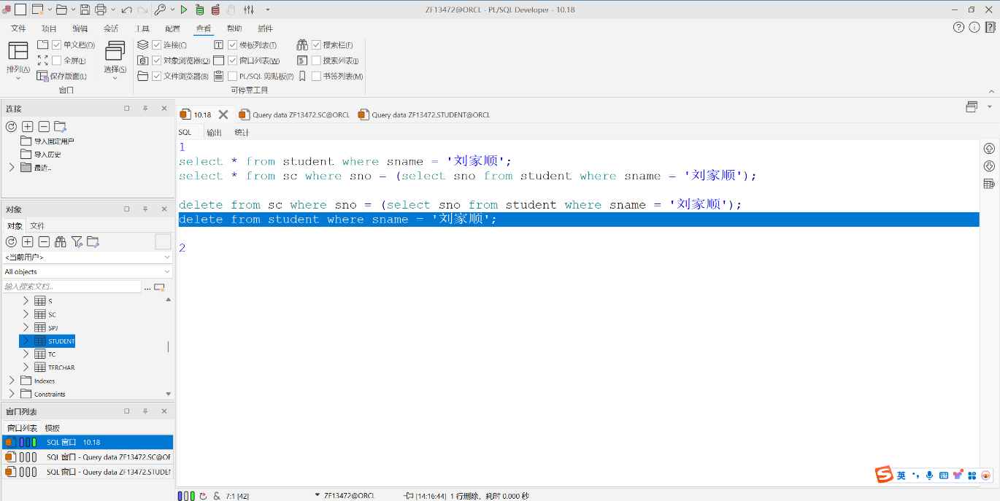 ZF13472@ORCL - PL/SQL Developer - 10.18
文件 项目 编辑 会话 工具 配置 查看 帮助 插件
排列(A)
单文档(D)
全屏(F)
保存版面(L)
选择(S)
窗口
连接(C)
对象浏览器(O)
文件浏览器(B)
模板列表(T)
窗口列表(W)
PL/SQL 剪贴板(P)
搜索栏(F)
搜索列表(I)
书签列表(M)
可停靠工具
连接
导入固定用户
导入历史
最近...
对象
对象 文件
<当前用户>
All objects
输入搜索文档...
S
SC
SPJ
STUDENT
TC
TERCHAR
Indexes
Constraints
窗口列表
窗口列表 模板
SQL 窗口 - 10.18
SQL 窗口 - Query data ZF13472.SC@OF
SQL 窗口 - Query data ZF13472.STUDEN
10.18 Query data ZF13472.SC@ORCL Query data ZF13472.STUDENT@ORCL
SQL 输出 统计
1
select * from student where sname = '刘家顺';
select * from sc where sno = (select sno from student where sname = '刘家顺');
delete from sc where sno = (select sno from student where sname = '刘家顺');
delete from student where sname = '刘家顺';
2
英
& 7:1 [42] ZF13472@ORCL [14:16:44] 1 行删除, 耗时 0.000 秒